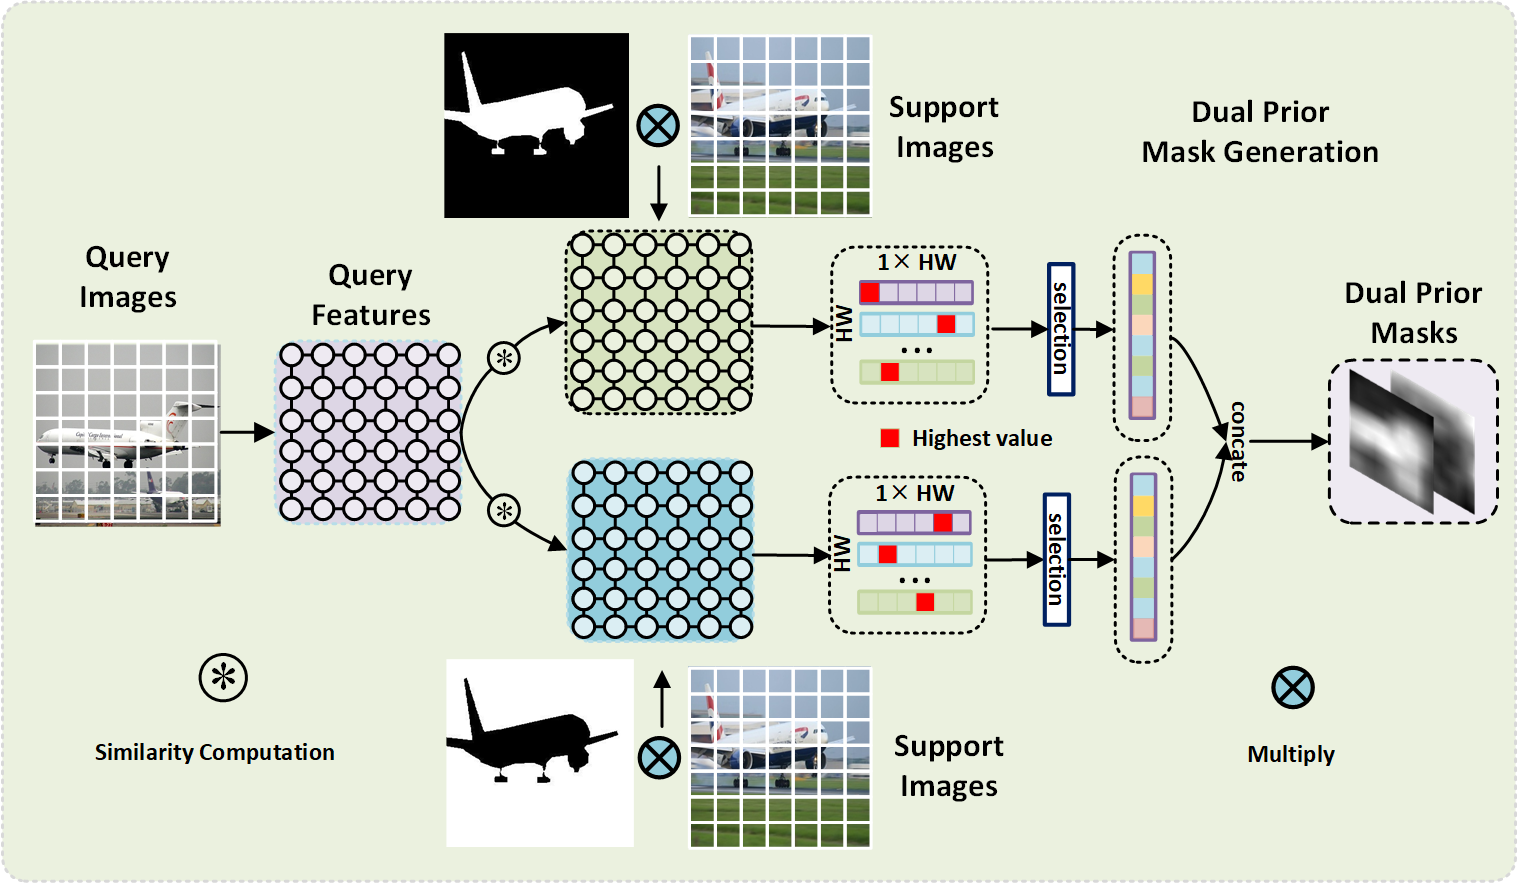 Support
Images
Dual Prior
Mask Generation
Query
Images
Query
Features
1× HW
HW
selection
Dual Prior
Masks
concate
Highest value
1× HW
HW
selection
Similarity Computation
Support
Images
Multiply